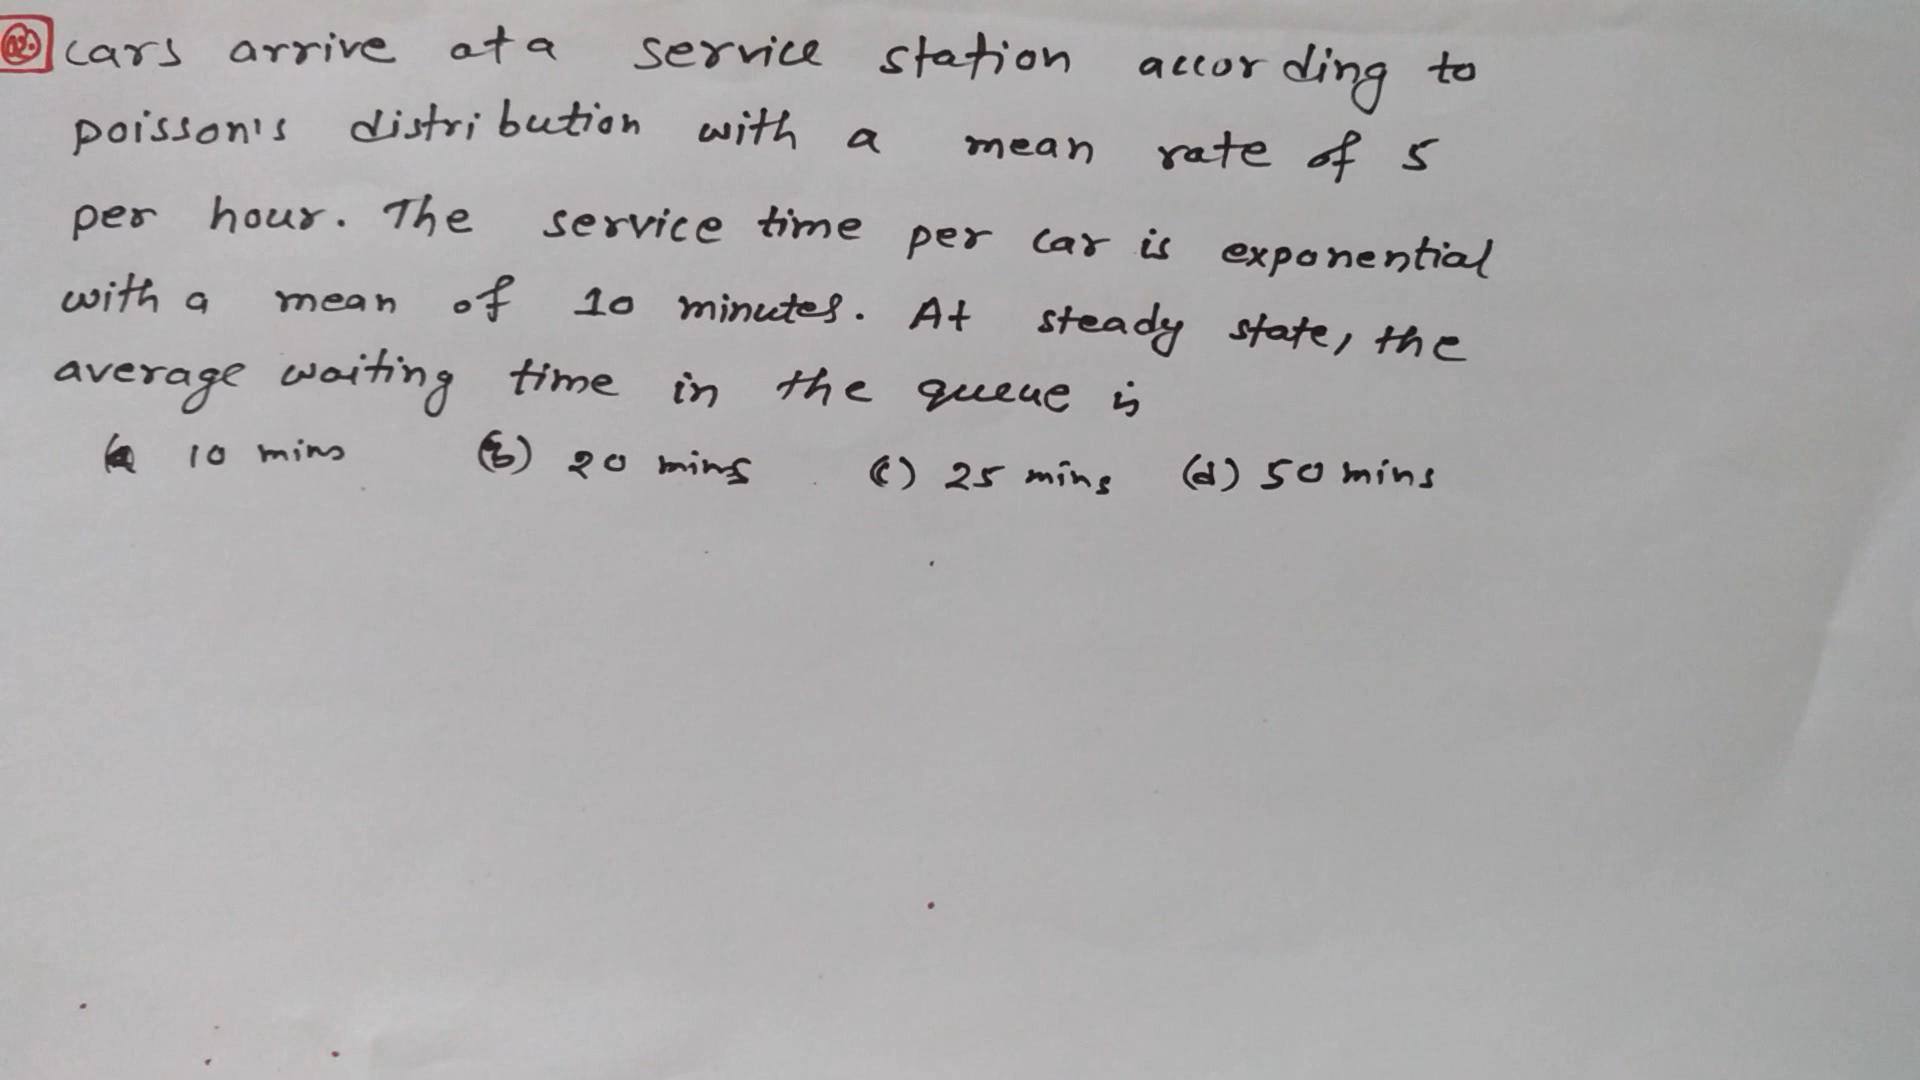 Q2. cars arrive at a service station according to
poisson's distribution with a mean rate of 5
per hour. The service time per car is exponential
with a mean of 10 minutes. At steady state, the
average waiting time in the queue is
(a 10 mins (b) 20 mins (c) 25 mins (d) 50 mins